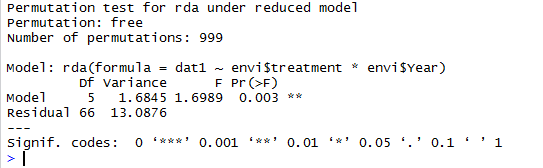 Permutation test for rda under reduced model
Permutation: free
Number of permutations: 999
Model: rda(formula = dat1 ~ envi$treatment * envi$Year)
Df Variance F Pr(>F)
Model 5 1.6845 1.6989 0.003 **
Residual 66 13.0876
---
Signif. codes: 0 ‘***’ 0.001 ‘**’ 0.01 ‘*’ 0.05 ‘.’ 0.1 ‘ ’ 1
>